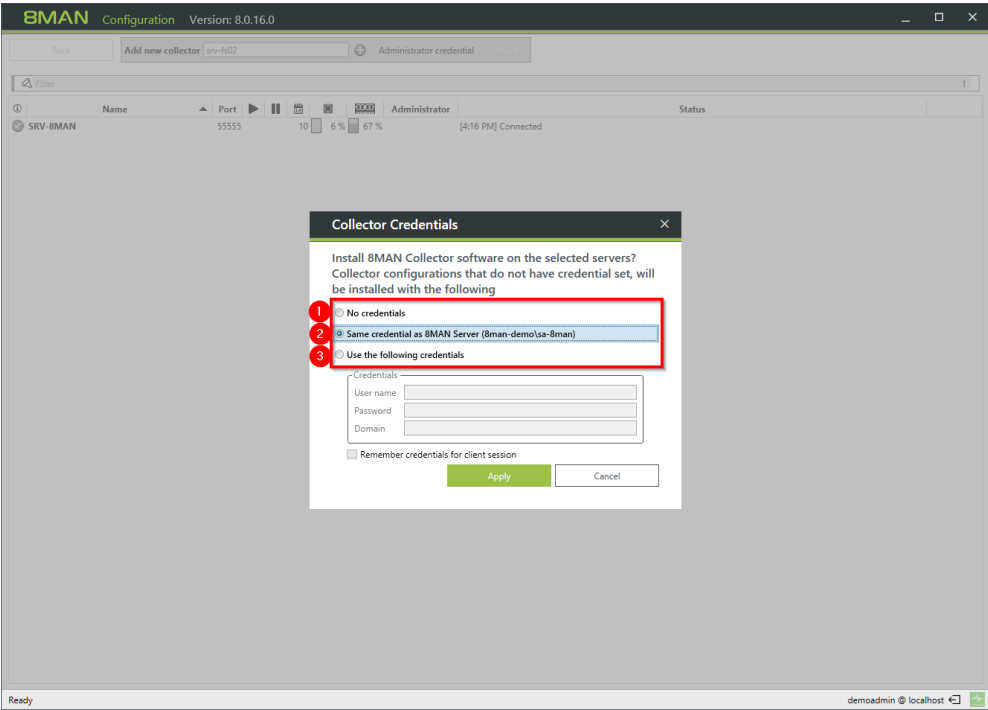 8MAN Configuration Version: 8.0.16.0
Back Add new collector srv-fs02 Administrator credential
Filter 1
Name Port Administrator Status
SRV-8MAN 55555 10 6 % 67 % [4:16 PM] Connected
Collector Credentials
Install 8MAN Collector software on the selected servers?
Collector configurations that do not have credential set, will
be installed with the following
1 No credentials
2 Same credential as 8MAN Server (8man-demo\sa-8man)
3 Use the following credentials
Credentials
User name
Password
Domain
Remember credentials for client session
Apply Cancel
Ready demoadmin @ localhost